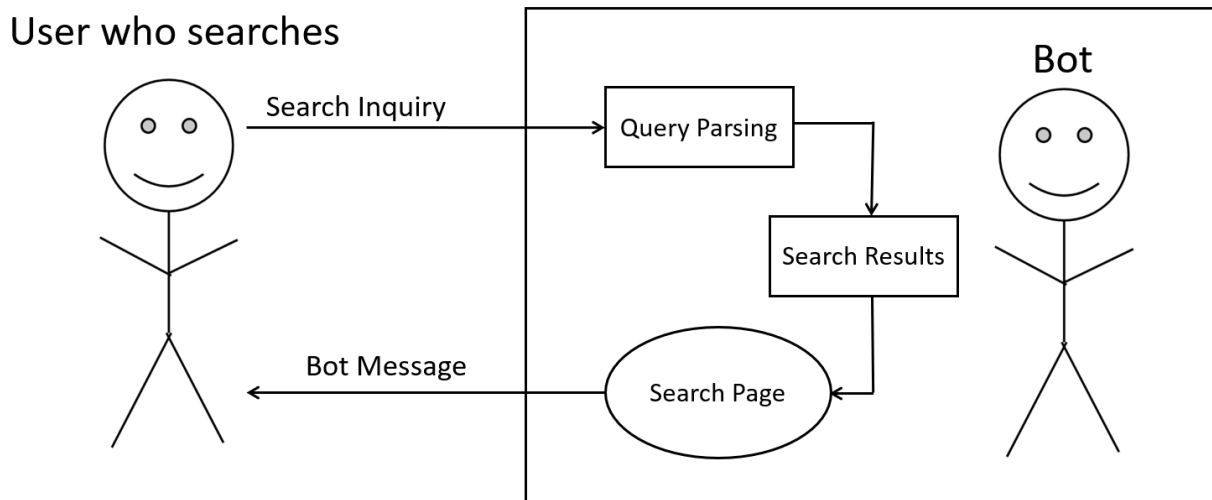 User who searches
Bot
Search Inquiry
Query Parsing
Search Results
Bot Message
Search Page